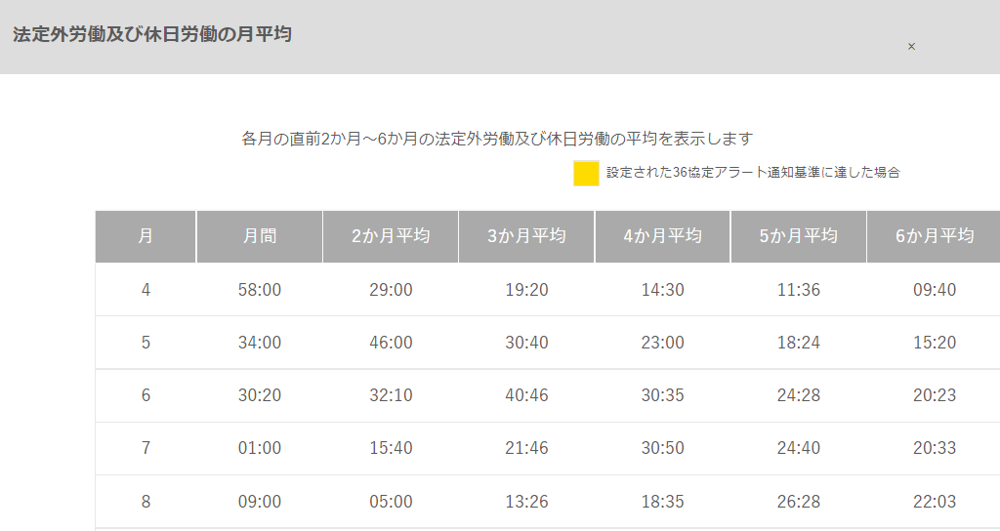 法定外労働及び休日労働の月平均
×
各月の直前2か月～6か月の法定外労働及び休日労働の平均を表示します
設定された36協定アラート通知基準に達した場合
月 月間 2か月平均 3か月平均 4か月平均 5か月平均 6か月平均
4 58:00 29:00 19:20 14:30 11:36 09:40
5 34:00 46:00 30:40 23:00 18:24 15:20
6 30:20 32:10 40:46 30:35 24:28 20:23
7 01:00 15:40 21:46 30:50 24:40 20:33
8 09:00 05:00 13:26 18:35 26:28 22:03